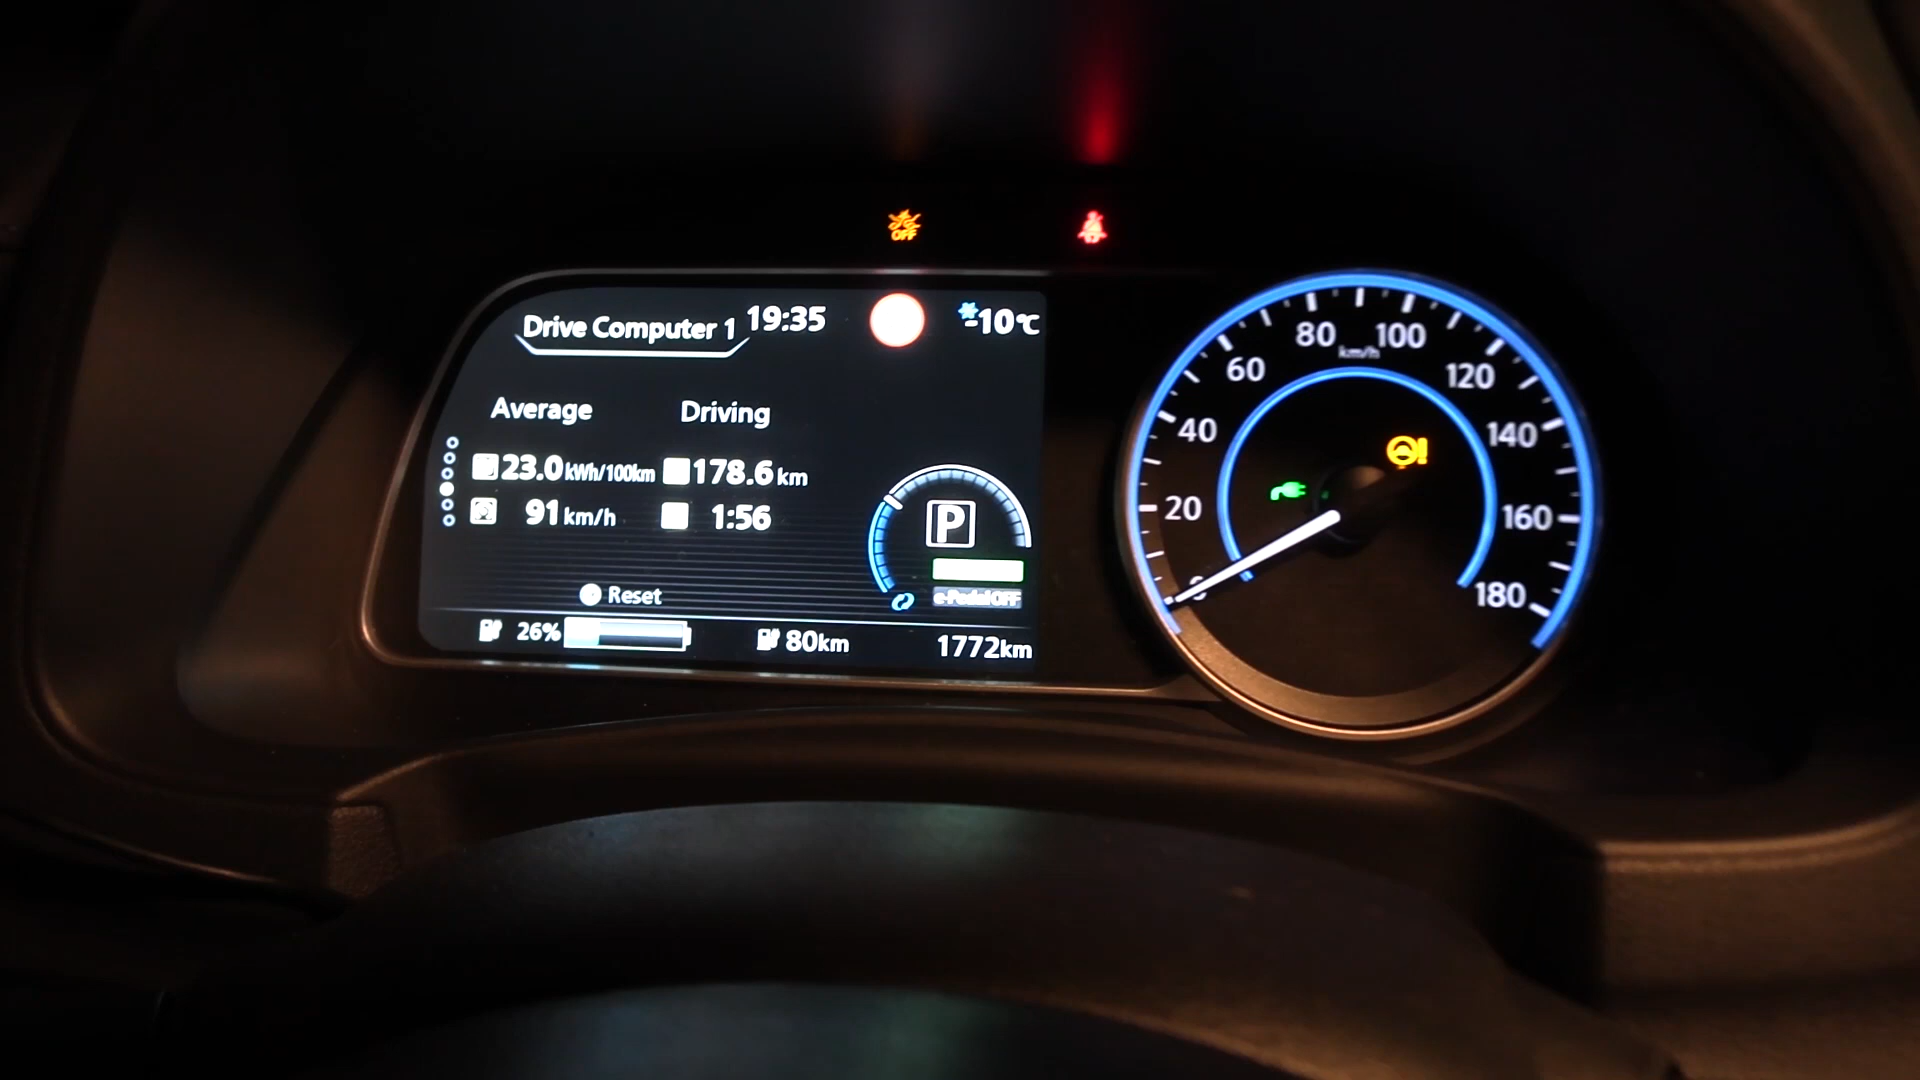 OFF
Drive Computer 1 19:35 -10°C
Average Driving
23.0 kWh/100km 178.6 km
91 km/h 1:56
P
Reset
e-Pedal OFF
26% 80km 1772km
0
20
40
60
80
100
120
140
160
180
km/h